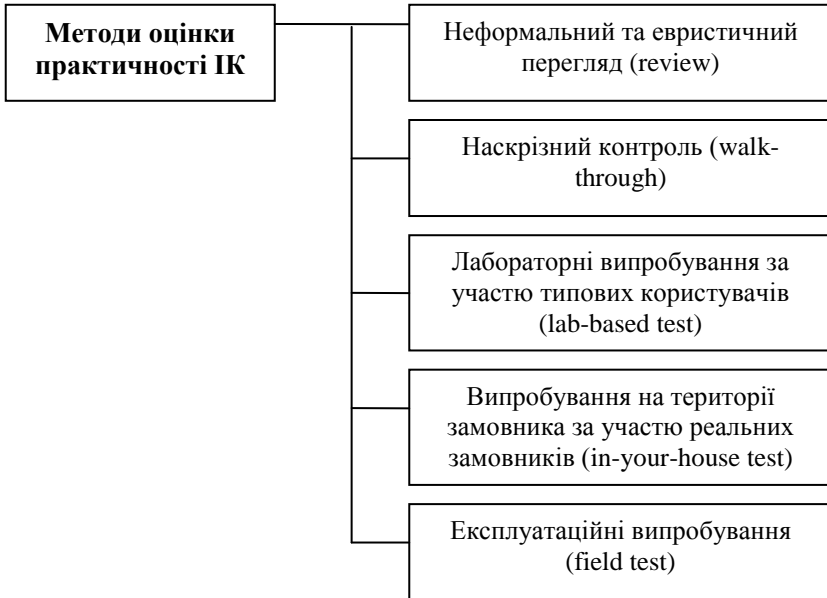 Методи оцінки
практичності ІК
Неформальний та евристичний
перегляд (review)
Наскрізний контроль (walk-
through)
Лабораторні випробування за
участю типових користувачів
(lab-based test)
Випробування на території
замовника за участю реальних
замовників (in-your-house test)
Експлуатаційні випробування
(field test)